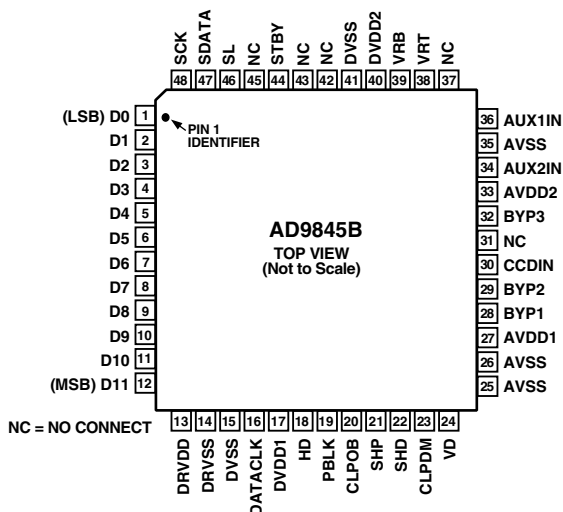 SCK
SDATA
SL
NC
STBY
NC
NC
DVSS
DVDD2
VRB
VRT
NC
48 47 46 45 44 43 42 41 40 39 38 37
(LSB) D0 1
D1 2
D2 3
D3 4
D4 5
D5 6
D6 7
D7 8
D8 9
D9 10
D10 11
(MSB) D11 12
PIN 1
IDENTIFIER
AD9845B
TOP VIEW
(Not to Scale)
36 AUX1IN
35 AVSS
34 AUX2IN
33 AVDD2
32 BYP3
31 NC
30 CCDIN
29 BYP2
28 BYP1
27 AVDD1
26 AVSS
25 AVSS
NC = NO CONNECT
13 14 15 16 17 18 19 20 21 22 23 24
DRVDD
DRVSS
DVSS
DATACLK
DVDD1
HD
PBLK
CLPOB
SHP
SHD
CLPDM
VD